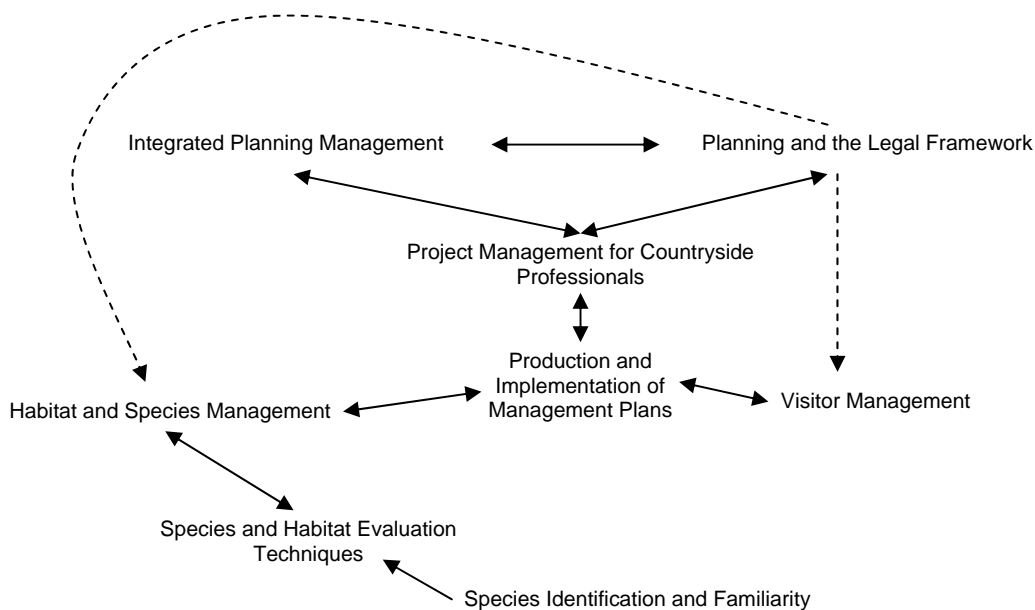 Integrated Planning Management
Planning and the Legal Framework
Project Management for Countryside
Professionals
Production and
Implementation of
Management Plans
Habitat and Species Management
Visitor Management
Species and Habitat Evaluation
Techniques
Species Identification and Familiarity